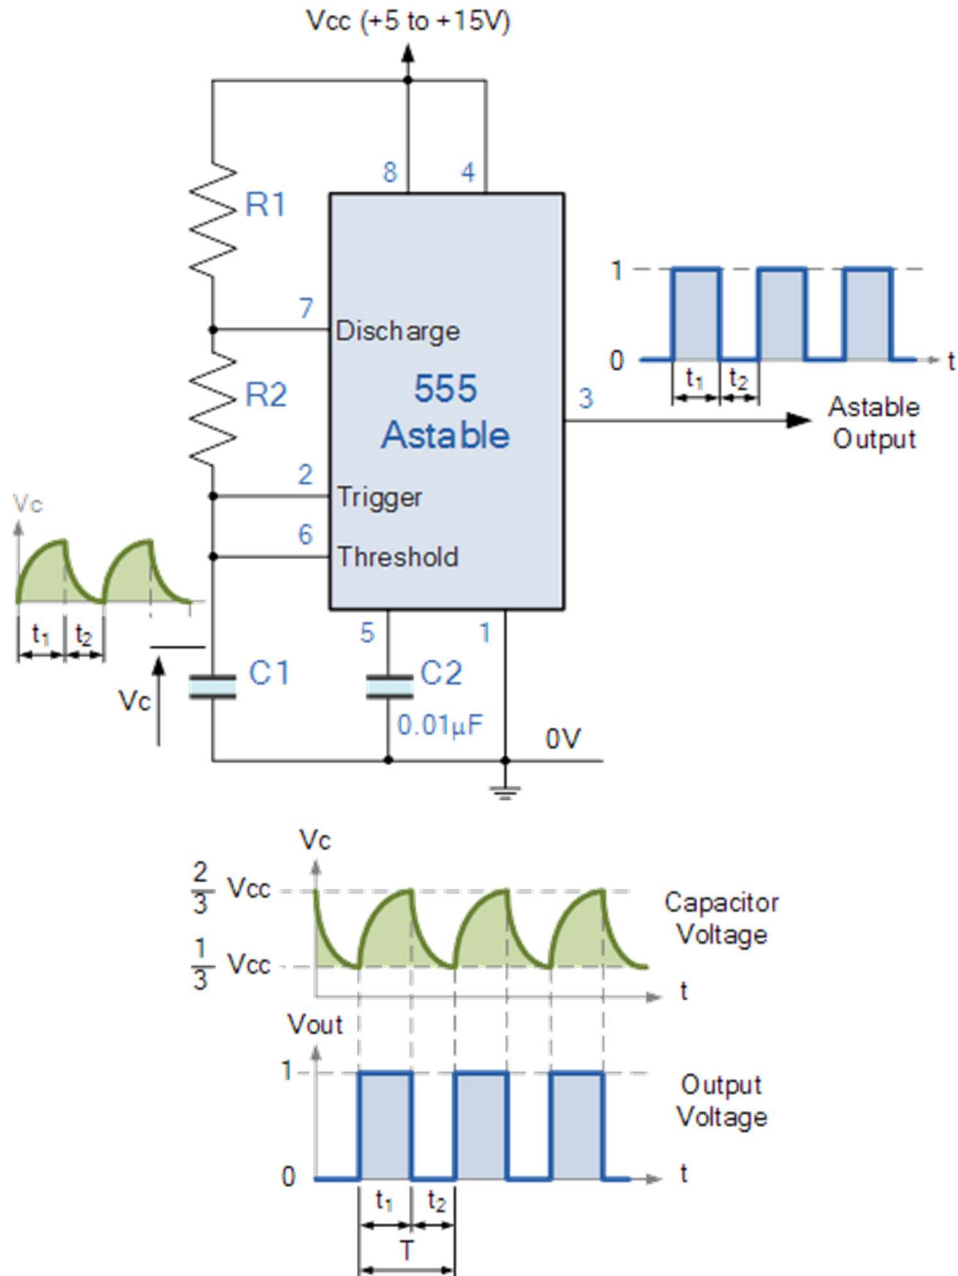 Vcc (+5 to +15V)
8
4
R1
7
Discharge
1
0
t
t₁
t₂
R2
555
Astable
3
Astable
Output
2
Trigger
Vc
6
Threshold
t₁
t₂
5
1
Vc
C1
C2
0.01µF
0V
Vc
2/3 Vcc
Capacitor
Voltage
1/3 Vcc
t
Vout
1
Output
Voltage
0
t
t₁
t₂
T